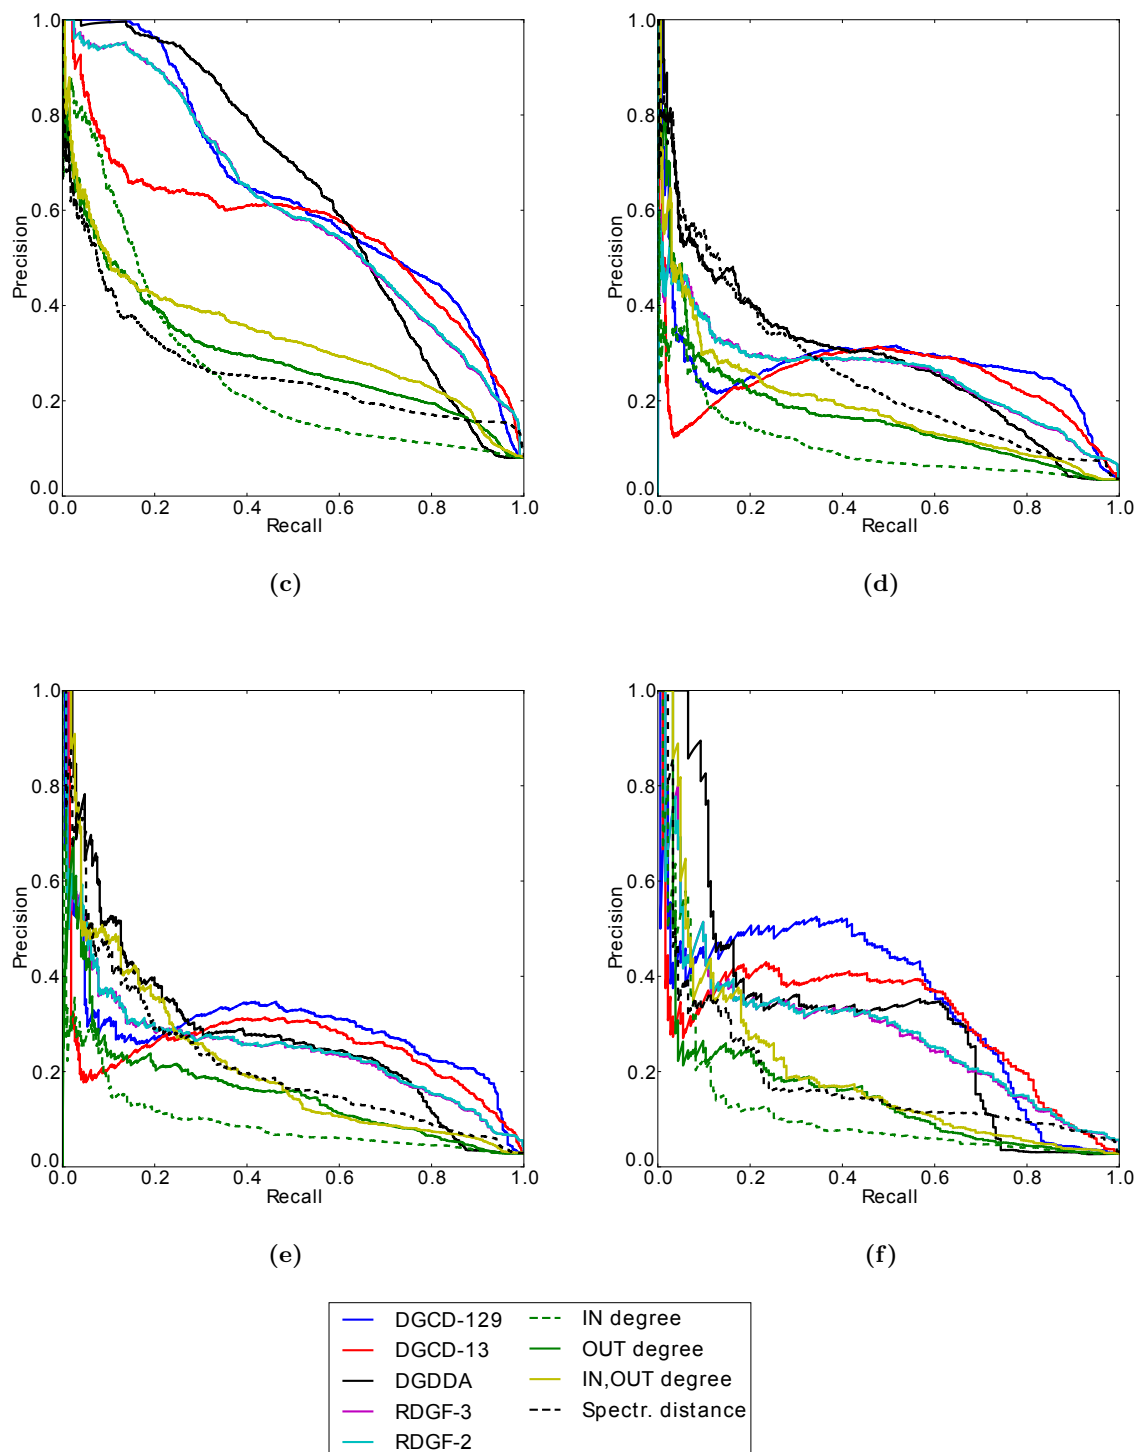 1.0
0.8
0.6
0.4
0.2
0.0
Precision
0.0 0.2 0.4 0.6 0.8 1.0
Recall
(c)
1.0
0.8
0.6
0.4
0.2
0.0
Precision
0.0 0.2 0.4 0.6 0.8 1.0
Recall
(d)
1.0
0.8
0.6
0.4
0.2
0.0
Precision
0.0 0.2 0.4 0.6 0.8 1.0
Recall
(e)
1.0
0.8
0.6
0.4
0.2
0.0
Precision
0.0 0.2 0.4 0.6 0.8 1.0
Recall
(f)
DGCD-129
DGCD-13
DGDDA
RDGF-3
RDGF-2
IN degree
OUT degree
IN,OUT degree
Spectr. distance